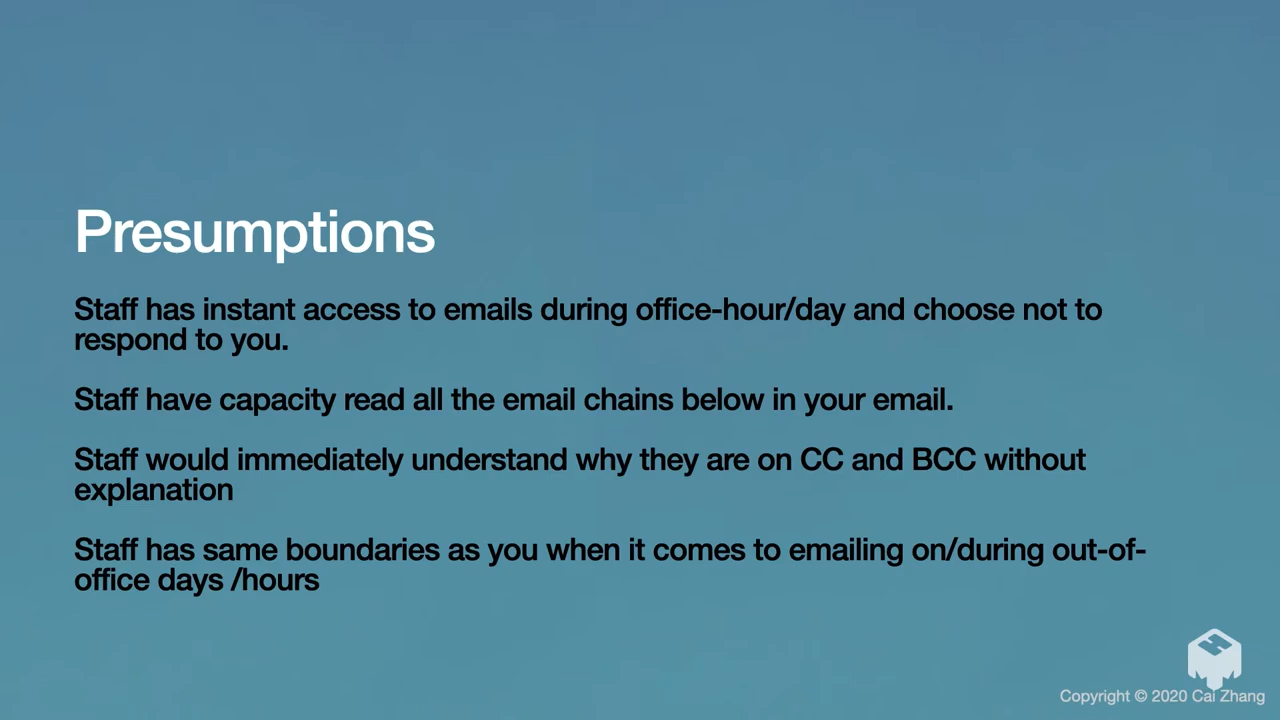 Presumptions
Staff has instant access to emails during office-hour/day and choose not to
respond to you.
Staff have capacity read all the email chains below in your email.
Staff would immediately understand why they are on CC and BCC without
explanation
Staff has same boundaries as you when it comes to emailing on/during out-of-
office days /hours
Copyright © 2020 Cai Zhang